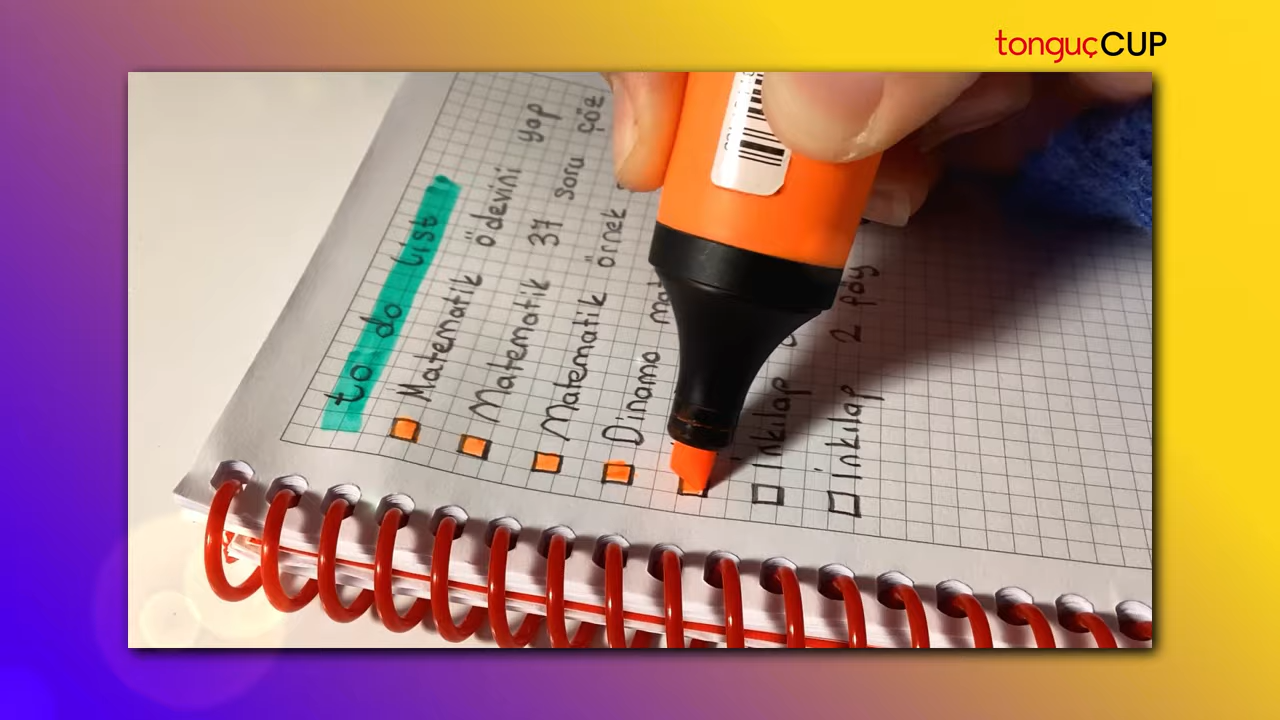 tonguçCUP
to do list
Matematik ödevini yap
Matematik 37 soru çöz
Matematik örnek
Dinamo
İnkılap
İnkılap 2 föy